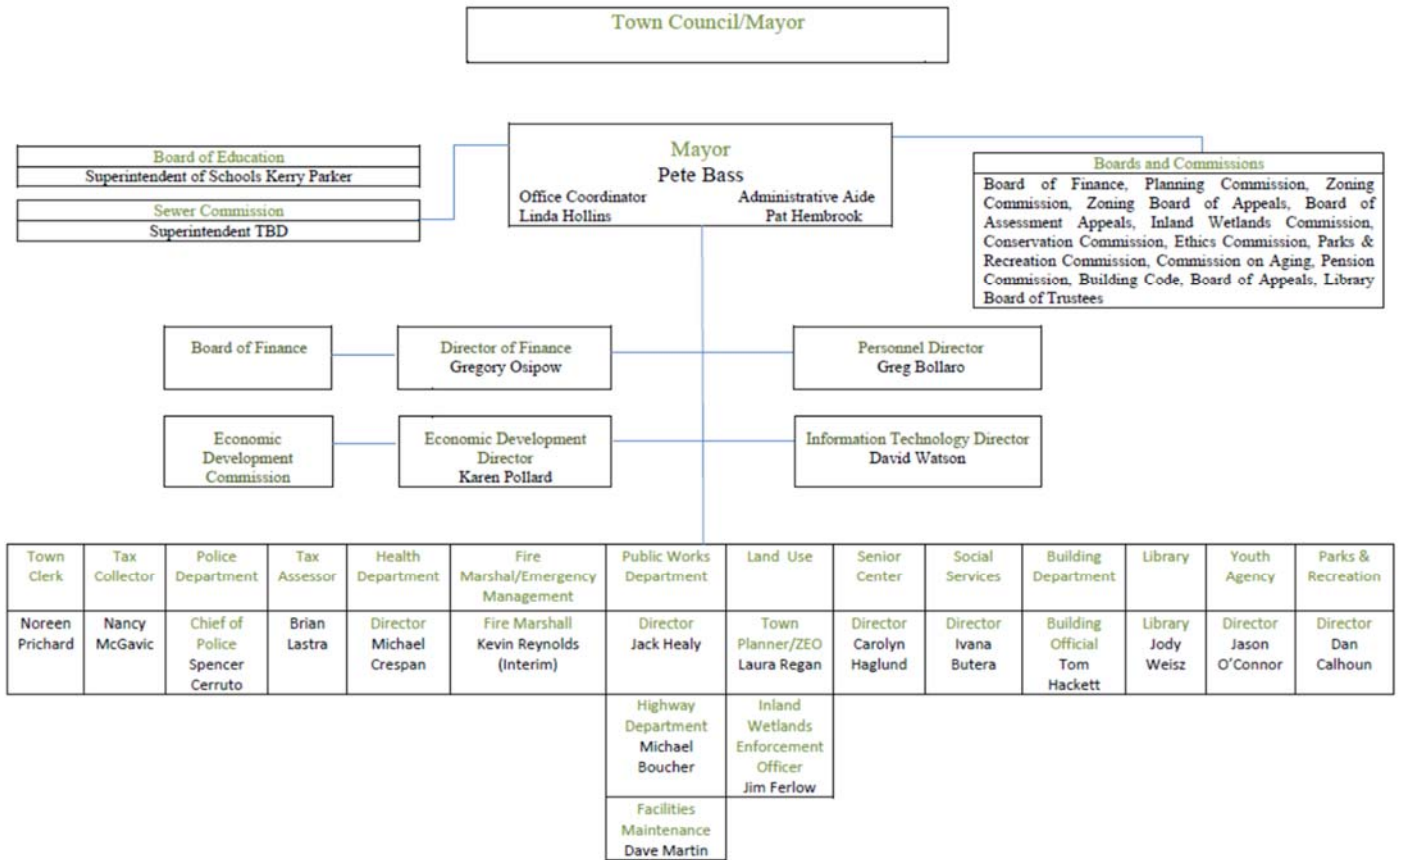 Town Council/Mayor
Board of Education
Superintendent of Schools Kerry Parker
Sewer Commission
Superintendent TBD
Mayor
Pete Bass
Office Coordinator Administrative Aide
Linda Hollins Pat Hembrook
Boards and Commissions
Board of Finance, Planning Commission, Zoning
Commission, Zoning Board of Appeals, Board of
Assessment Appeals, Inland Wetlands Commission,
Conservation Commission, Ethics Commission, Parks &
Recreation Commission, Commission on Aging, Pension
Commission, Building Code, Board of Appeals, Library
Board of Trustees
Board of Finance
Director of Finance
Gregory Osipow
Personnel Director
Greg Bollaro
Economic
Development
Commission
Economic Development
Director
Karen Pollard
Information Technology Director
David Watson
Town
Clerk
Noreen
Prichard
Tax
Collector
Nancy
McGavic
Police
Department
Chief of
Police
Spencer
Cerruto
Tax
Assessor
Brian
Lastra
Health
Department
Director
Michael
Crespan
Fire
Marshal/Emergency
Management
Fire Marshall
Kevin Reynolds
(Interim)
Public Works
Department
Director
Jack Healy
Highway
Department
Michael
Boucher
Facilities
Maintenance
Dave Martin
Land Use
Town
Planner/ZEO
Laura Regan
Inland
Wetlands
Enforcement
Officer
Jim Ferlow
Senior
Center
Director
Carolyn
Haglund
Social
Services
Director
Ivana
Butera
Building
Department
Building
Official
Tom
Hackett
Library
Library
Jody
Weisz
Youth
Agency
Director
Jason
O'Connor
Parks &
Recreation
Director
Dan
Calhoun